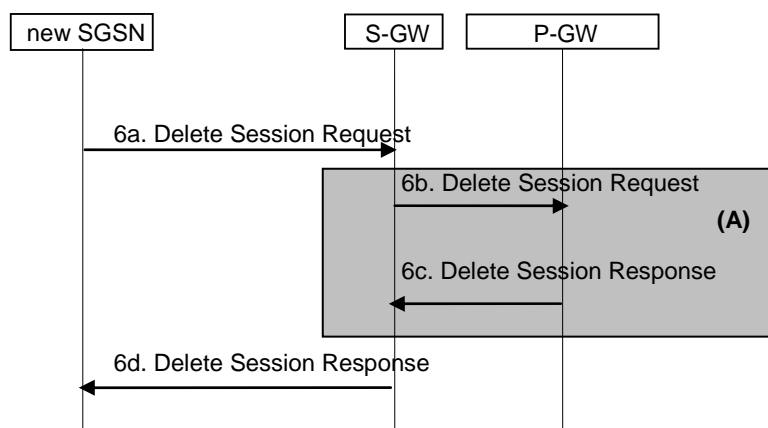 new SGSN
S-GW
P-GW
6a. Delete Session Request
6b. Delete Session Request
(A)
6c. Delete Session Response
6d. Delete Session Response